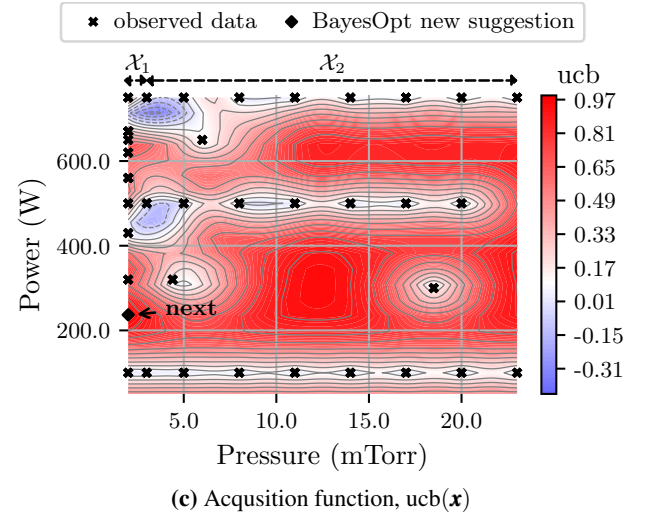 observed data BayesOpt new suggestion
𝒳₁ 𝒳₂ ucb
0.97
0.81
600.0 0.65
0.49
400.0 0.33
0.17
next 0.01
200.0 -0.15
-0.31
Power (W)
5.0 10.0 15.0 20.0
Pressure (mTorr)
(c) Acqusition function, ucb(x)